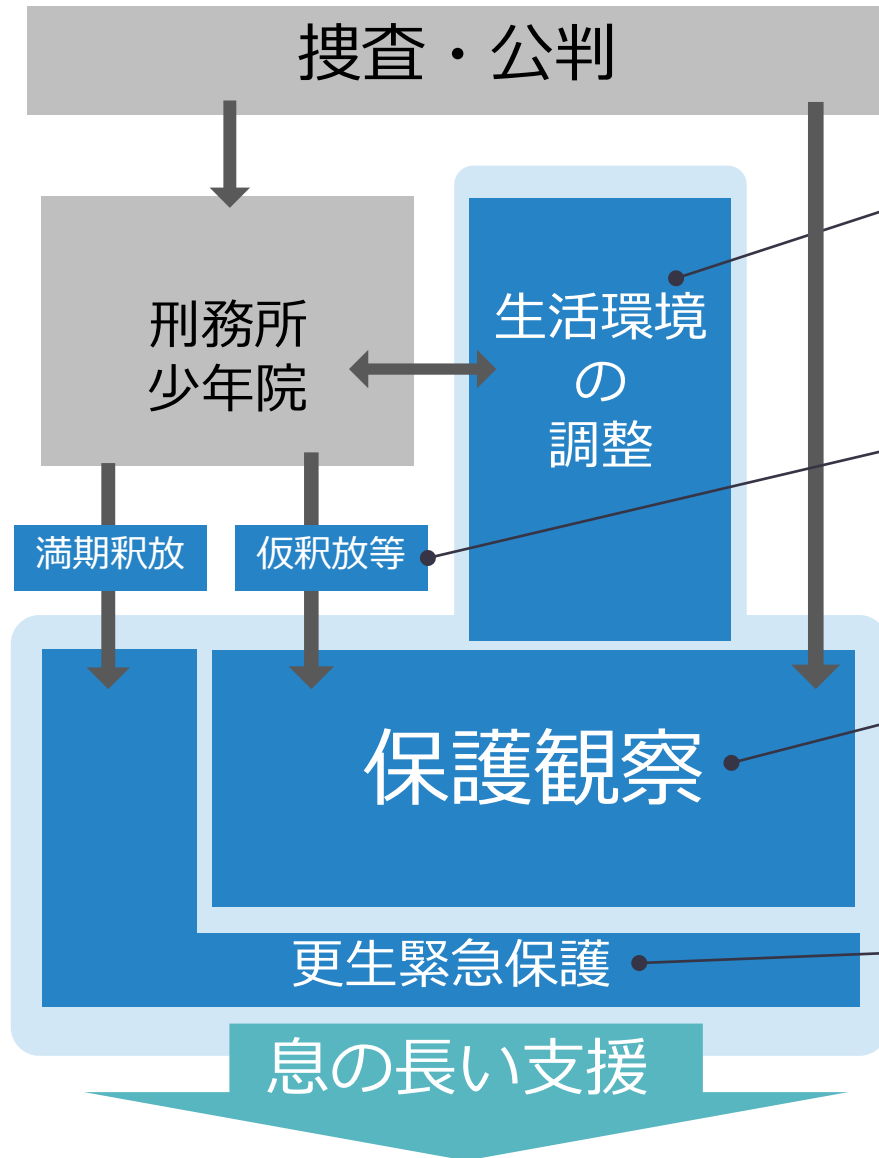 捜査・公判
刑務所
少年院
生活環境
の
調整
満期釈放
仮釈放等
保護観察
更生緊急保護
息の長い支援